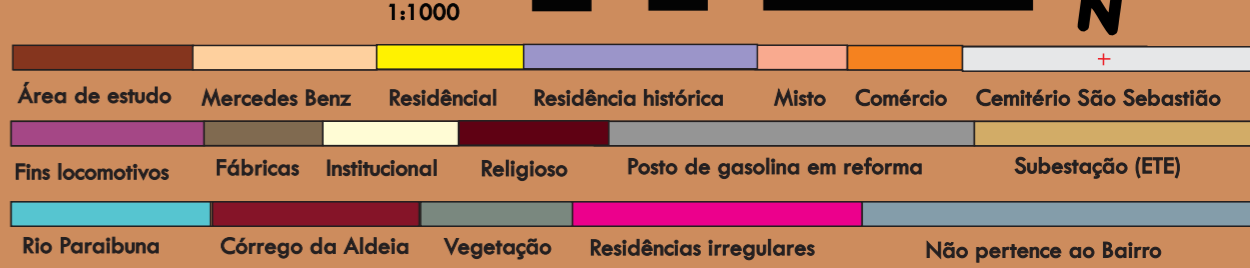 1:1000
N
Área de estudo Mercedes Benz Residêncial Residência histórica Misto Comércio Cemitério São Sebastião
Fins locomotivos Fábricas Institucional Religioso Posto de gasolina em reforma Subestação (ETE)
Rio Paraibuna Córrego da Aldeia Vegetação Residências irregulares Não pertence ao Bairro